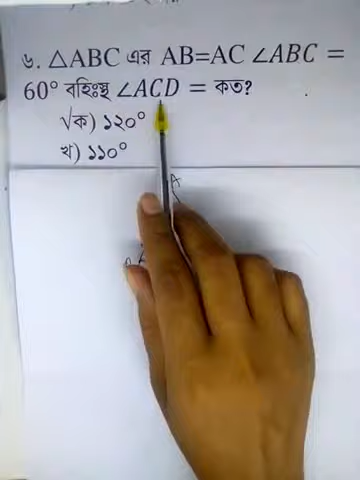 ৬. △ABC এর AB=AC ∠ABC =
60° বহিঃস্থ ∠ACD = কত?
√ক) ১২০°
খ) ১১০°
A